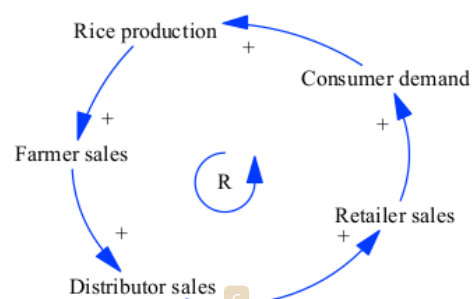 Rice production
+
Consumer demand
+
+
Farmer sales
R
Retailer sales
+
+
Distributor sales